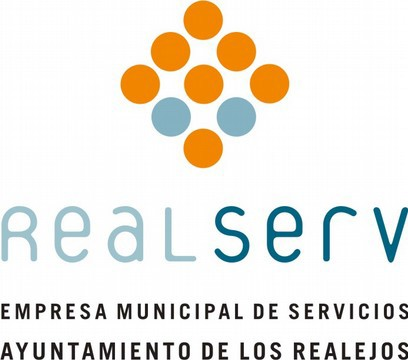 Realserv
EMPRESA MUNICIPAL DE SERVICIOS
AYUNTAMIENTO DE LOS REALEJOS